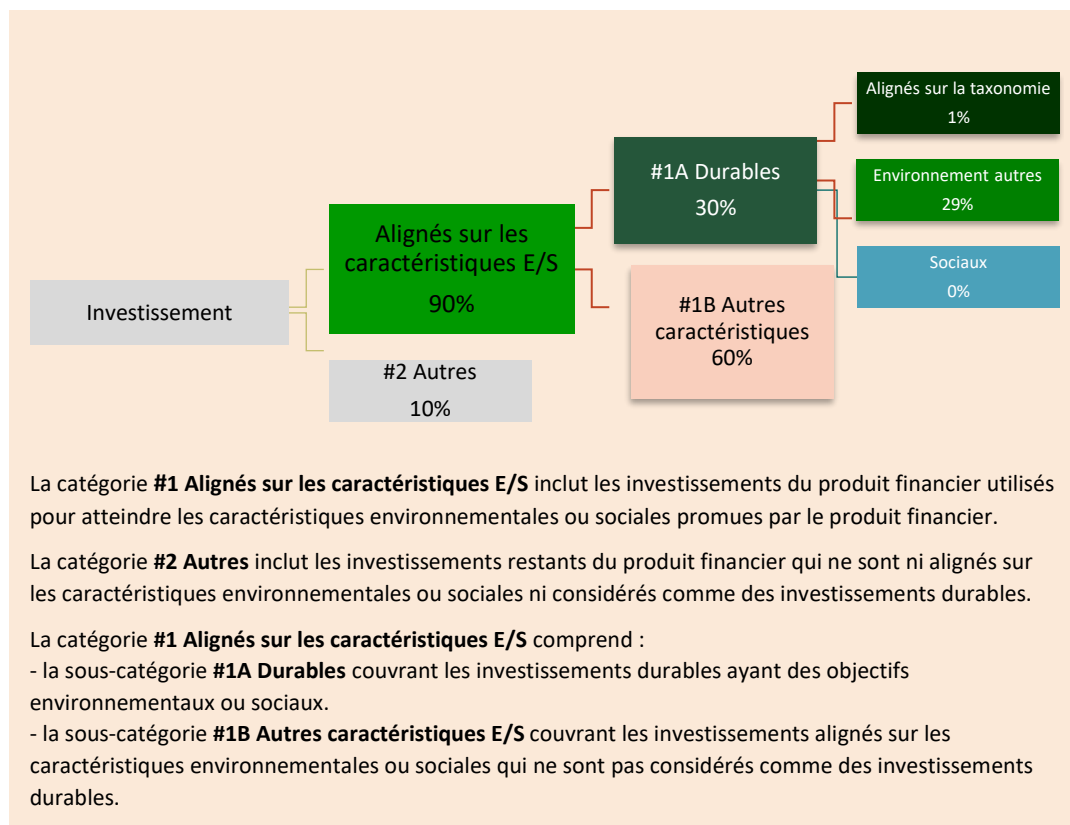 Investissement
Alignés sur les
caractéristiques E/S
90%
#2 Autres
10%
#1A Durables
30%
#1B Autres
caractéristiques
60%
Alignés sur la taxonomie
1%
Environnement autres
29%
Sociaux
0%
La catégorie #1 Alignés sur les caractéristiques E/S inclut les investissements du produit financier utilisés
pour atteindre les caractéristiques environnementales ou sociales promues par le produit financier.
La catégorie #2 Autres inclut les investissements restants du produit financier qui ne sont ni alignés sur
les caractéristiques environnementales ou sociales ni considérés comme des investissements durables.
La catégorie #1 Alignés sur les caractéristiques E/S comprend :
- la sous-catégorie #1A Durables couvrant les investissements durables ayant des objectifs
environnementaux ou sociaux.
- la sous-catégorie #1B Autres caractéristiques E/S couvrant les investissements alignés sur les
caractéristiques environnementales ou sociales qui ne sont pas considérés comme des investissements
durables.